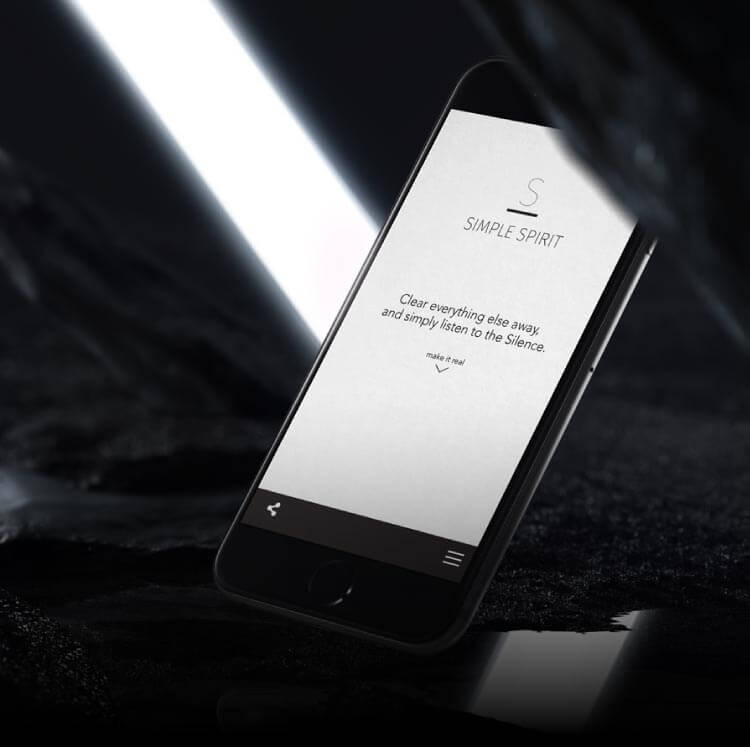 S
SIMPLE SPIRIT
Clear everything else away,
and simply listen to the Silence.
make it real